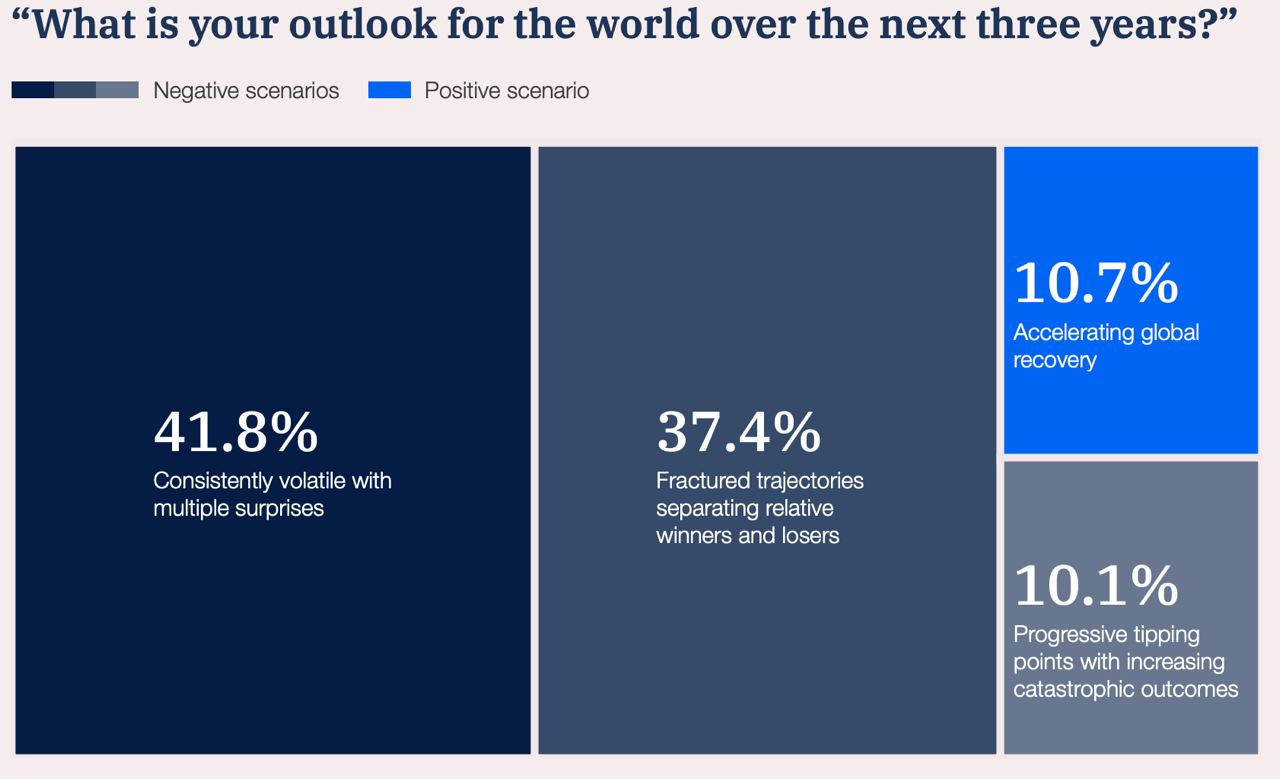 “What is your outlook for the world over the next three years?”
Negative scenarios
Positive scenario
41.8%
Consistently volatile with
multiple surprises
37.4%
Fractured trajectories
separating relative
winners and losers
10.7%
Accelerating global
recovery
10.1%
Progressive tipping
points with increasing
catastrophic outcomes